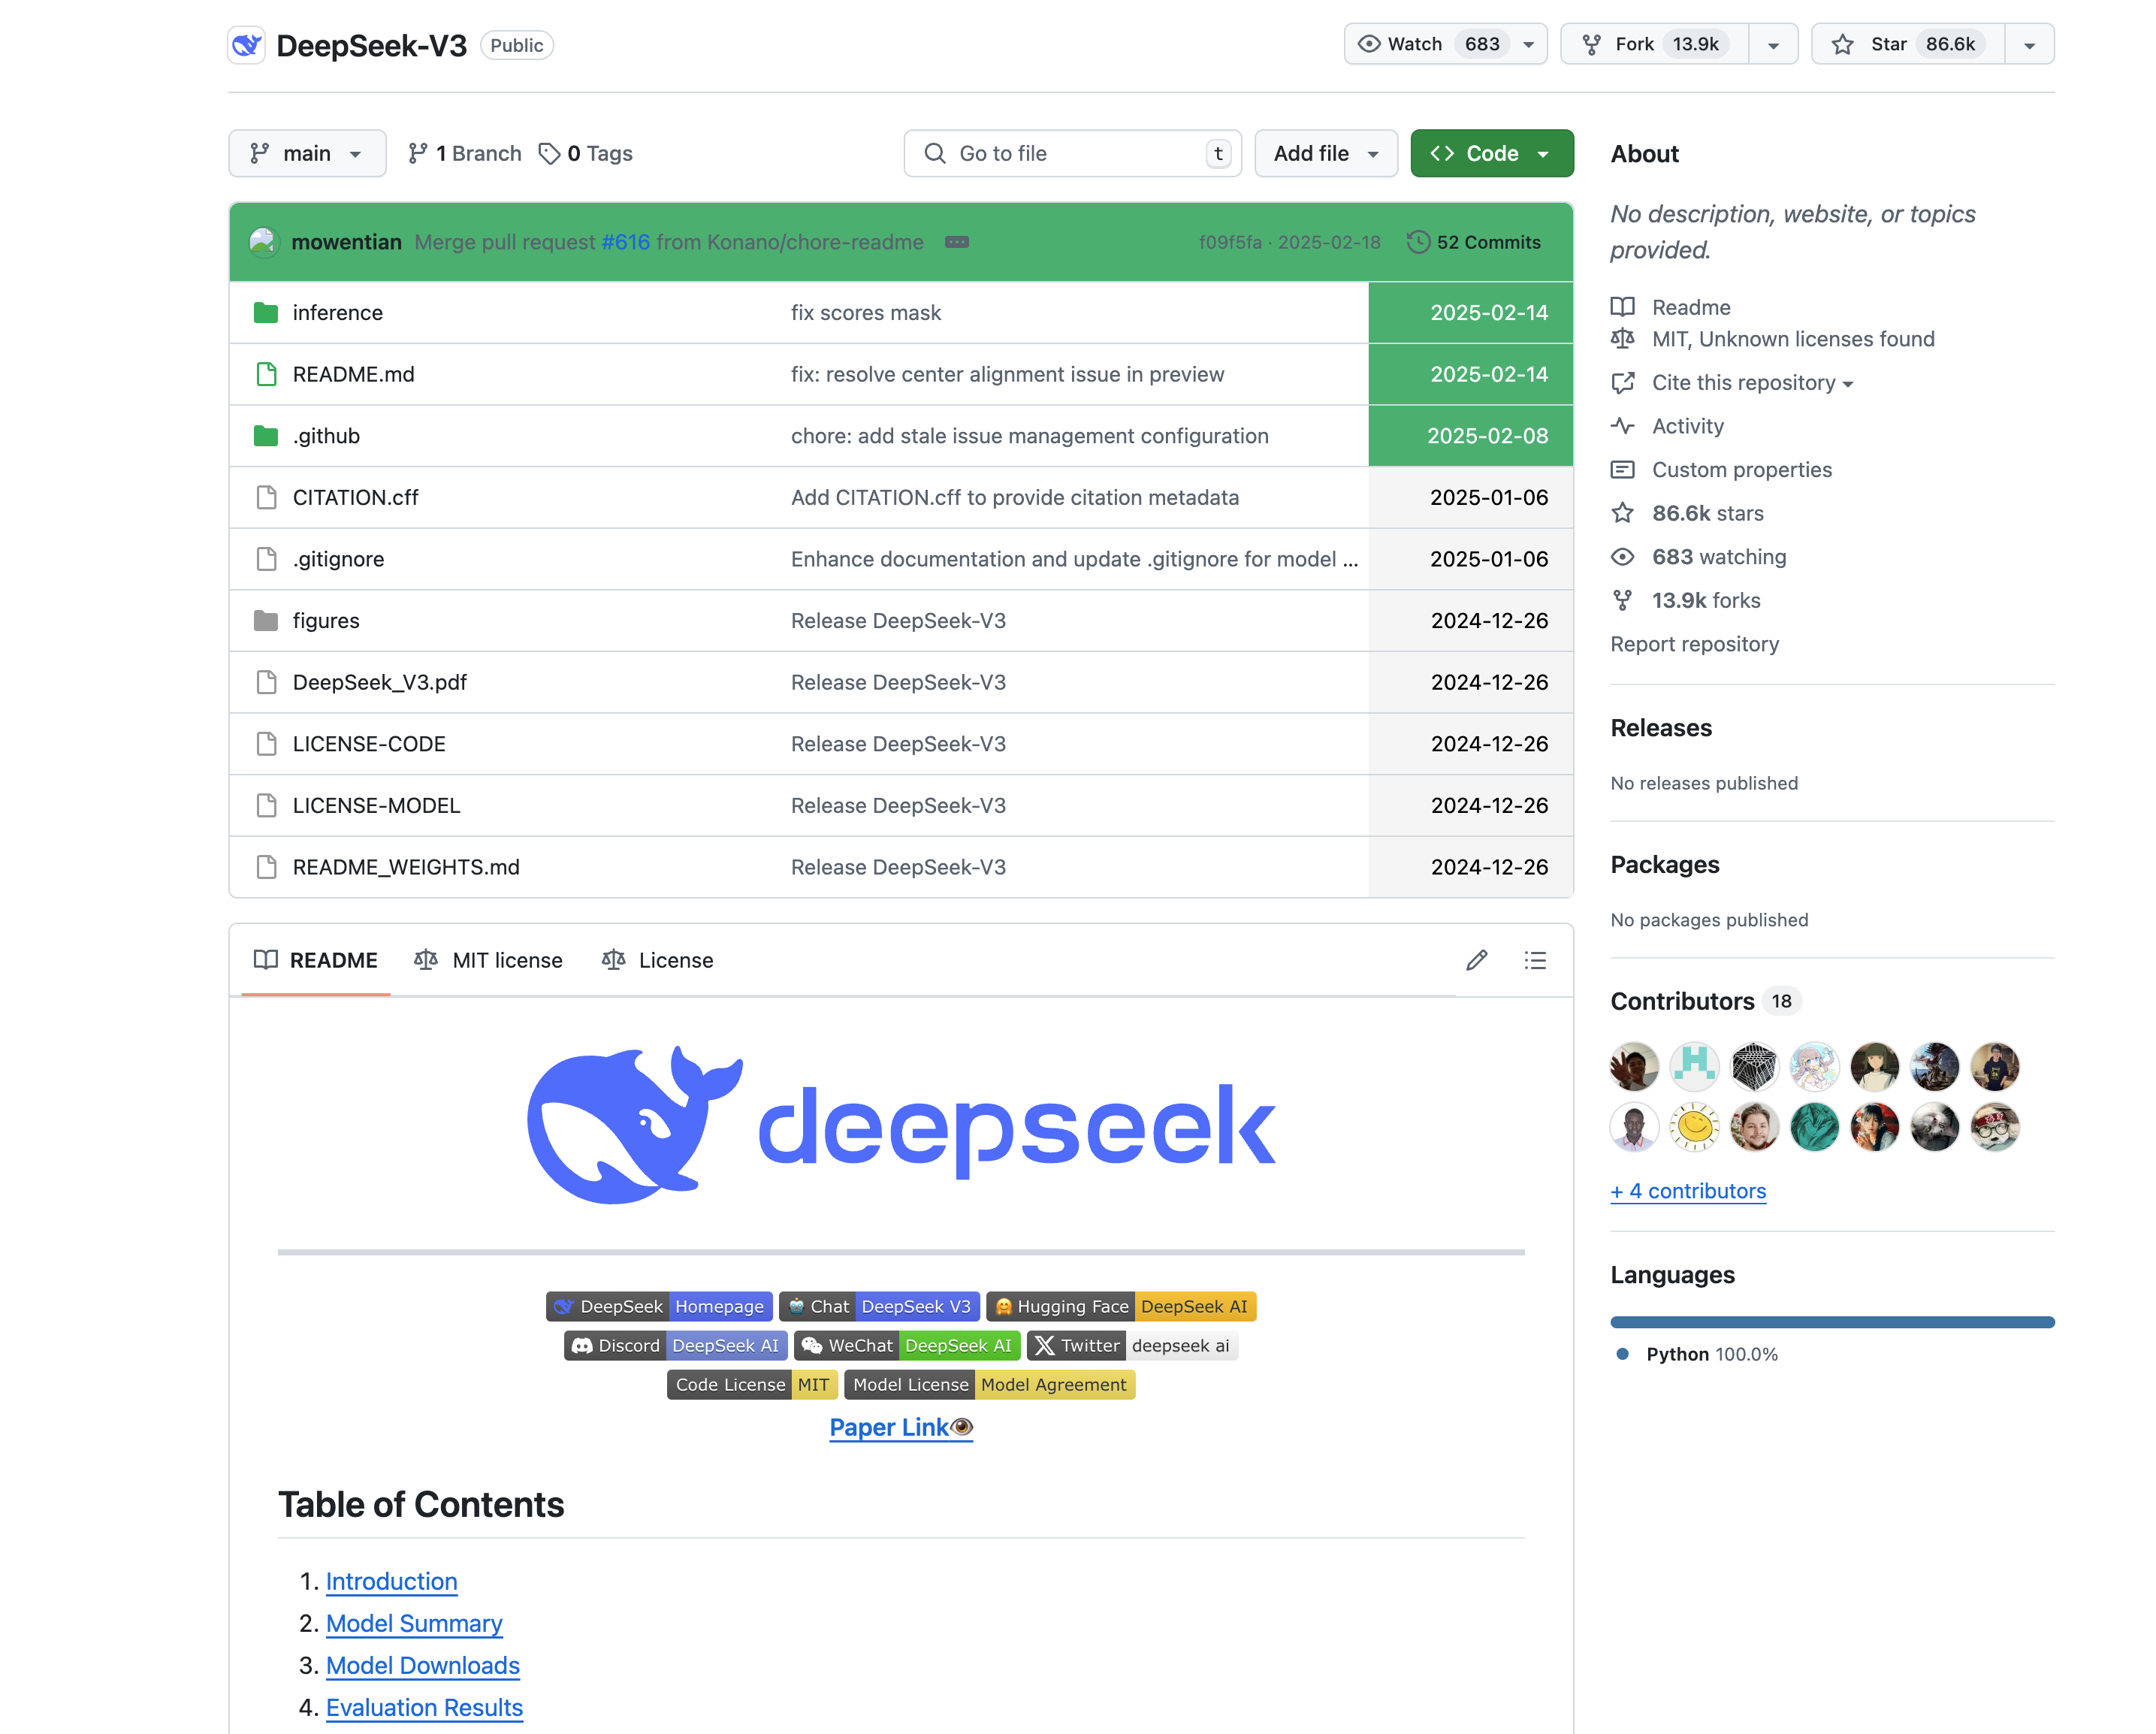 DeepSeek-V3 Public
Watch 683 Fork 13.9k Star 86.6k
main 1 Branch 0 Tags Go to file t Add file Code
mowentian Merge pull request #616 from Konano/chore-readme f09f5fa · 2025-02-18 52 Commits
inference fix scores mask 2025-02-14
README.md fix: resolve center alignment issue in preview 2025-02-14
.github chore: add stale issue management configuration 2025-02-08
CITATION.cff Add CITATION.cff to provide citation metadata 2025-01-06
.gitignore Enhance documentation and update .gitignore for model ... 2025-01-06
figures Release DeepSeek-V3 2024-12-26
DeepSeek_V3.pdf Release DeepSeek-V3 2024-12-26
LICENSE-CODE Release DeepSeek-V3 2024-12-26
LICENSE-MODEL Release DeepSeek-V3 2024-12-26
README_WEIGHTS.md Release DeepSeek-V3 2024-12-26
README MIT license License
deepseek
DeepSeek Homepage Chat DeepSeek V3 Hugging Face DeepSeek AI
Discord DeepSeek AI WeChat DeepSeek AI Twitter deepseek ai
Code License MIT Model License Model Agreement
Paper Link👁️
Table of Contents
1. Introduction
2. Model Summary
3. Model Downloads
4. Evaluation Results
About
No description, website, or topics
provided.
Readme
MIT, Unknown licenses found
Cite this repository
Activity
Custom properties
86.6k stars
683 watching
13.9k forks
Report repository
Releases
No releases published
Packages
No packages published
Contributors 18
+ 4 contributors
Languages
Python 100.0%